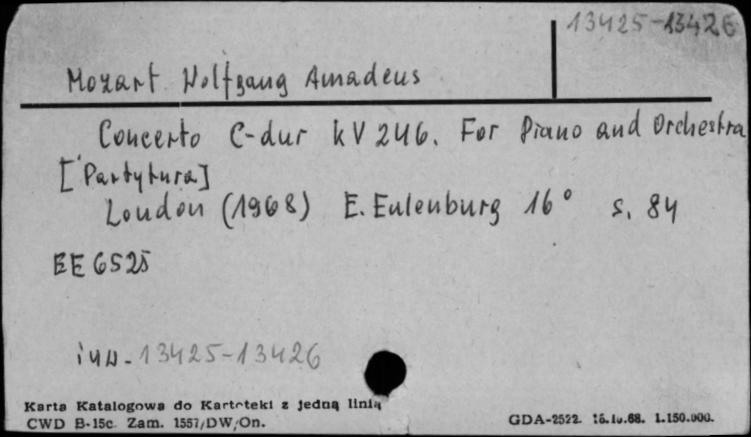 13425-13426
Mozart Wolfgang Amadeus
Concerto C-dur KV 246. For Piano and Orchestra
[Partytura]
London (1968) E. Eulenburg 16° s. 84
EE 6525
inw. 13425-13426
Karta Katalogowa do Kartoteki z jedną linią
CWD B-15c Zam. 1557/DW/On.
GDA-2522. 16.10.68. 1.150.000.